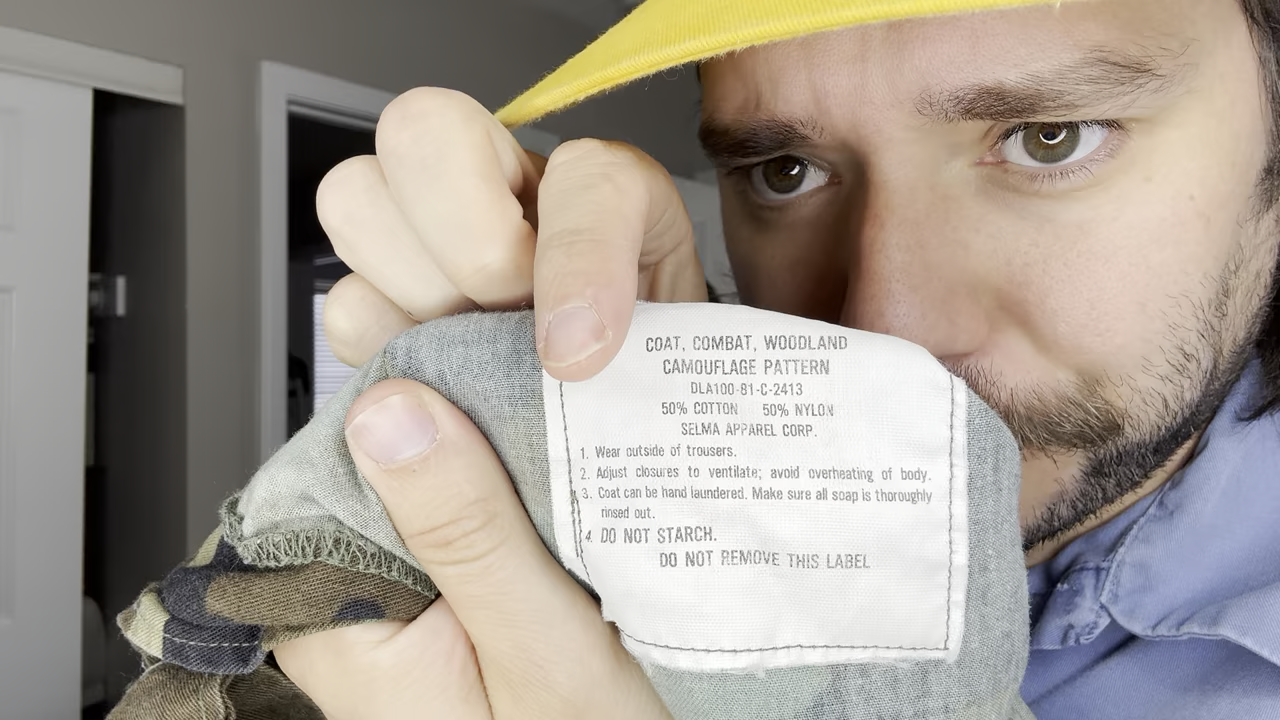 COAT, COMBAT, WOODLAND
CAMOUFLAGE PATTERN
DLA100-81-C-2413
50% COTTON 50% NYLON
SELMA APPAREL CORP.
1. Wear outside of trousers.
2. Adjust closures to ventilate; avoid overheating of body.
3. Coat can be hand laundered. Make sure all soap is thoroughly
rinsed out.
4. DO NOT STARCH.
DO NOT REMOVE THIS LABEL